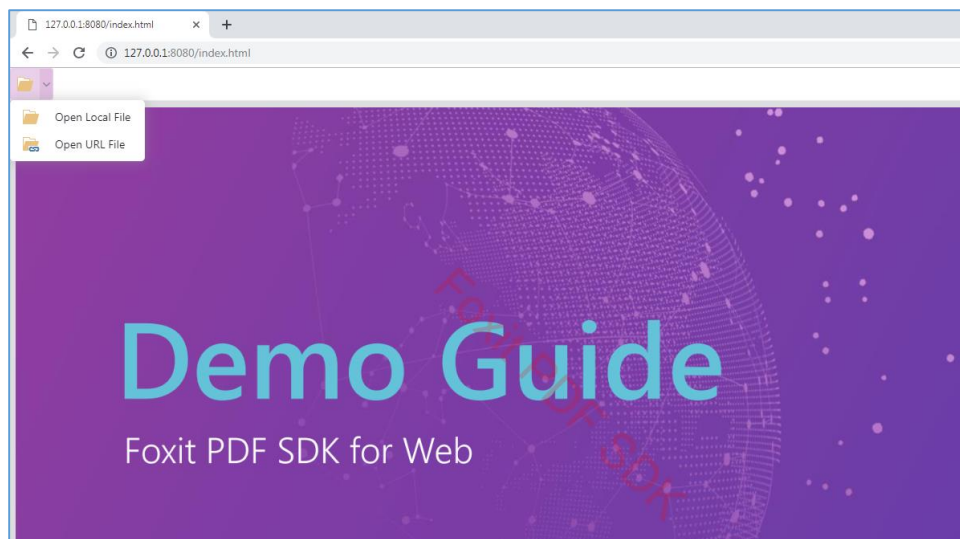 127.0.0.1:8080/index.html
127.0.0.1:8080/index.html
Open Local File
Open URL File
Demo Guide
Foxit PDF SDK for Web
Foxit PDF SDK